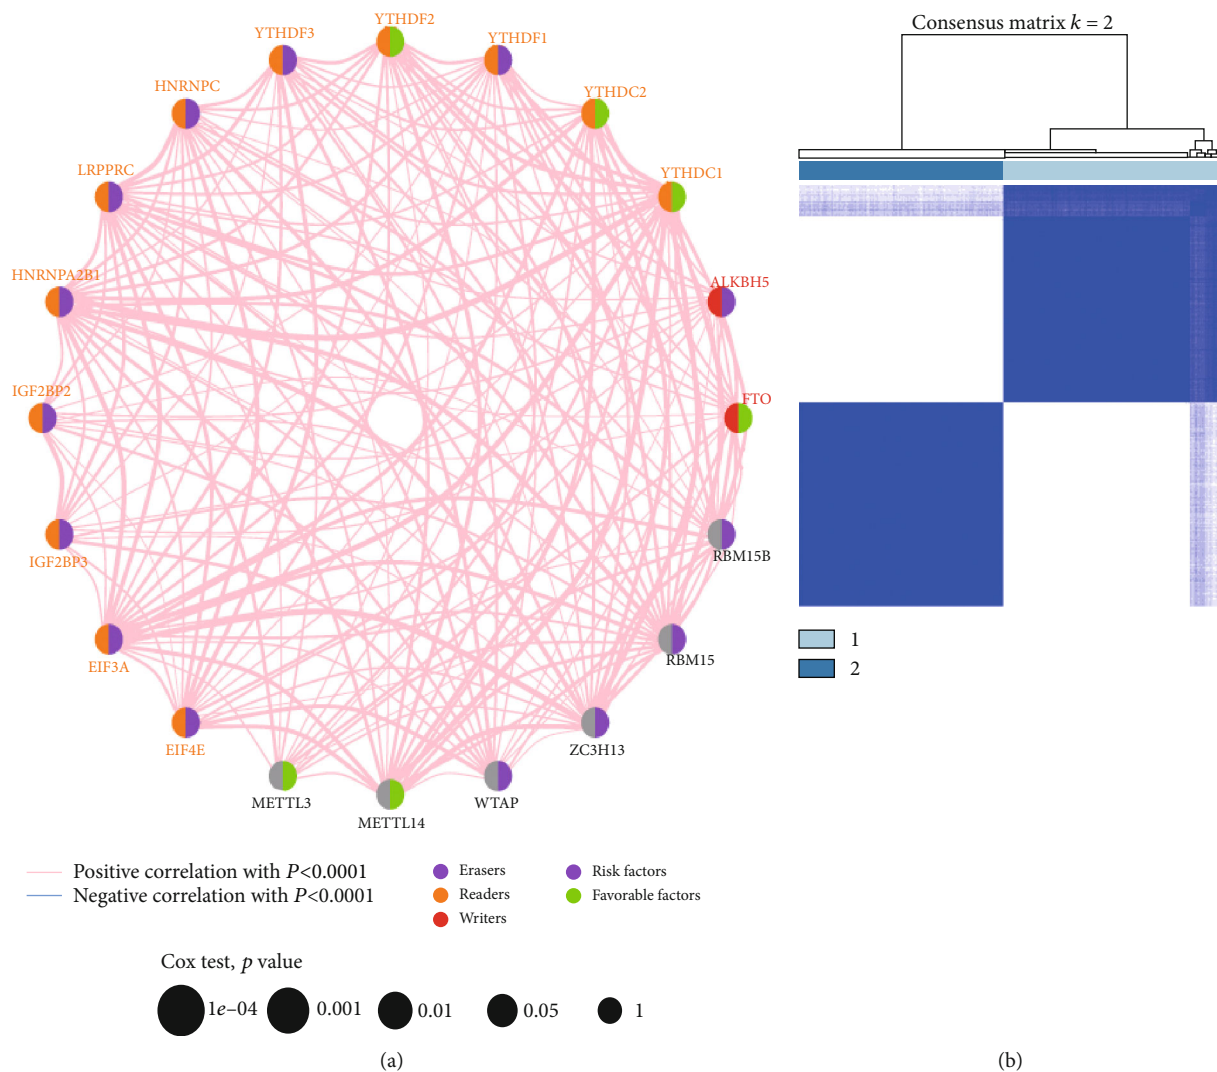 YTHDF2
YTHDF3
YTHDF1
HNRNPC
YTHDC2
LRPPRC
YTHDC1
HNRNPA2B1
ALKBH5
IGF2BP2
FTO
IGF2BP3
RBM15B
EIF3A
RBM15
EIF4E
ZC3H13
METTL3
WTAP
METTL14
Positive correlation with P<0.0001
Negative correlation with P<0.0001
Erasers
Readers
Writers
Risk factors
Favorable factors
Cox test, p value
1e–04 0.001 0.01 0.05 1
(a)
Consensus matrix k = 2
1
2
(b)